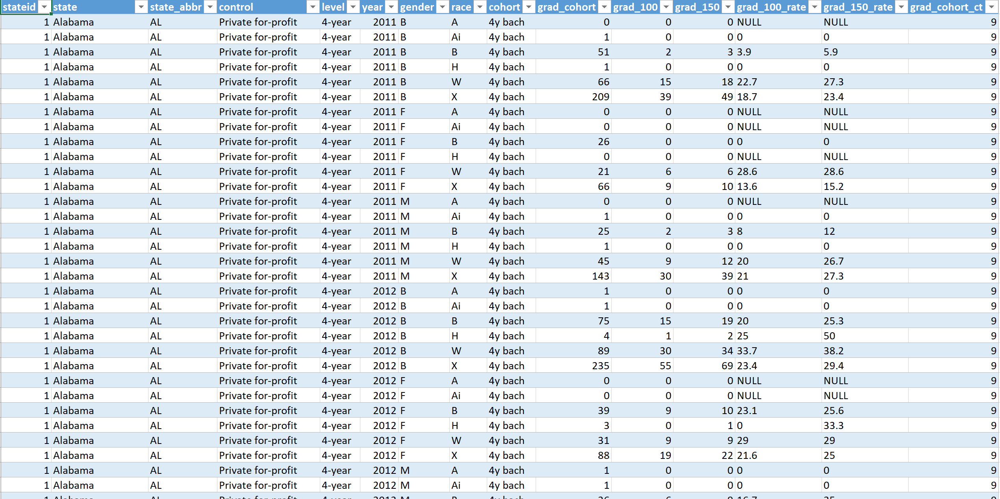 stateid state state_abbr control level year gender race cohort grad_cohort grad_100 grad_150 grad_100_rate grad_150_rate grad_cohort_ct
1 Alabama AL Private for-profit 4-year 2011 B A 4y bach 0 0 0 NULL NULL 9
1 Alabama AL Private for-profit 4-year 2011 B Ai 4y bach 1 0 0 0 0 9
1 Alabama AL Private for-profit 4-year 2011 B B 4y bach 51 2 3 3.9 5.9 9
1 Alabama AL Private for-profit 4-year 2011 B H 4y bach 1 0 0 0 0 9
1 Alabama AL Private for-profit 4-year 2011 B W 4y bach 66 15 18 22.7 27.3 9
1 Alabama AL Private for-profit 4-year 2011 B X 4y bach 209 39 49 18.7 23.4 9
1 Alabama AL Private for-profit 4-year 2011 F A 4y bach 0 0 0 NULL NULL 9
1 Alabama AL Private for-profit 4-year 2011 F Ai 4y bach 0 0 0 NULL NULL 9
1 Alabama AL Private for-profit 4-year 2011 F B 4y bach 26 0 0 0 0 9
1 Alabama AL Private for-profit 4-year 2011 F H 4y bach 0 0 0 NULL NULL 9
1 Alabama AL Private for-profit 4-year 2011 F W 4y bach 21 6 6 28.6 28.6 9
1 Alabama AL Private for-profit 4-year 2011 F X 4y bach 66 9 10 13.6 15.2 9
1 Alabama AL Private for-profit 4-year 2011 M A 4y bach 0 0 0 NULL NULL 9
1 Alabama AL Private for-profit 4-year 2011 M Ai 4y bach 1 0 0 0 0 9
1 Alabama AL Private for-profit 4-year 2011 M B 4y bach 25 2 3 8 12 9
1 Alabama AL Private for-profit 4-year 2011 M H 4y bach 1 0 0 0 0 9
1 Alabama AL Private for-profit 4-year 2011 M W 4y bach 45 9 12 20 26.7 9
1 Alabama AL Private for-profit 4-year 2011 M X 4y bach 143 30 39 21 27.3 9
1 Alabama AL Private for-profit 4-year 2012 B A 4y bach 1 0 0 0 0 9
1 Alabama AL Private for-profit 4-year 2012 B Ai 4y bach 1 0 0 0 0 9
1 Alabama AL Private for-profit 4-year 2012 B B 4y bach 75 15 19 20 25.3 9
1 Alabama AL Private for-profit 4-year 2012 B H 4y bach 4 1 2 25 50 9
1 Alabama AL Private for-profit 4-year 2012 B W 4y bach 89 30 34 33.7 38.2 9
1 Alabama AL Private for-profit 4-year 2012 B X 4y bach 235 55 69 23.4 29.4 9
1 Alabama AL Private for-profit 4-year 2012 F A 4y bach 0 0 0 NULL NULL 9
1 Alabama AL Private for-profit 4-year 2012 F Ai 4y bach 0 0 0 NULL NULL 9
1 Alabama AL Private for-profit 4-year 2012 F B 4y bach 39 9 10 23.1 25.6 9
1 Alabama AL Private for-profit 4-year 2012 F H 4y bach 3 0 1 0 33.3 9
1 Alabama AL Private for-profit 4-year 2012 F W 4y bach 31 9 9 29 29 9
1 Alabama AL Private for-profit 4-year 2012 F X 4y bach 88 19 22 21.6 25 9
1 Alabama AL Private for-profit 4-year 2012 M A 4y bach 1 0 0 0 0 9
1 Alabama AL Private for-profit 4-year 2012 M Ai 4y bach 1 0 0 0 0 9